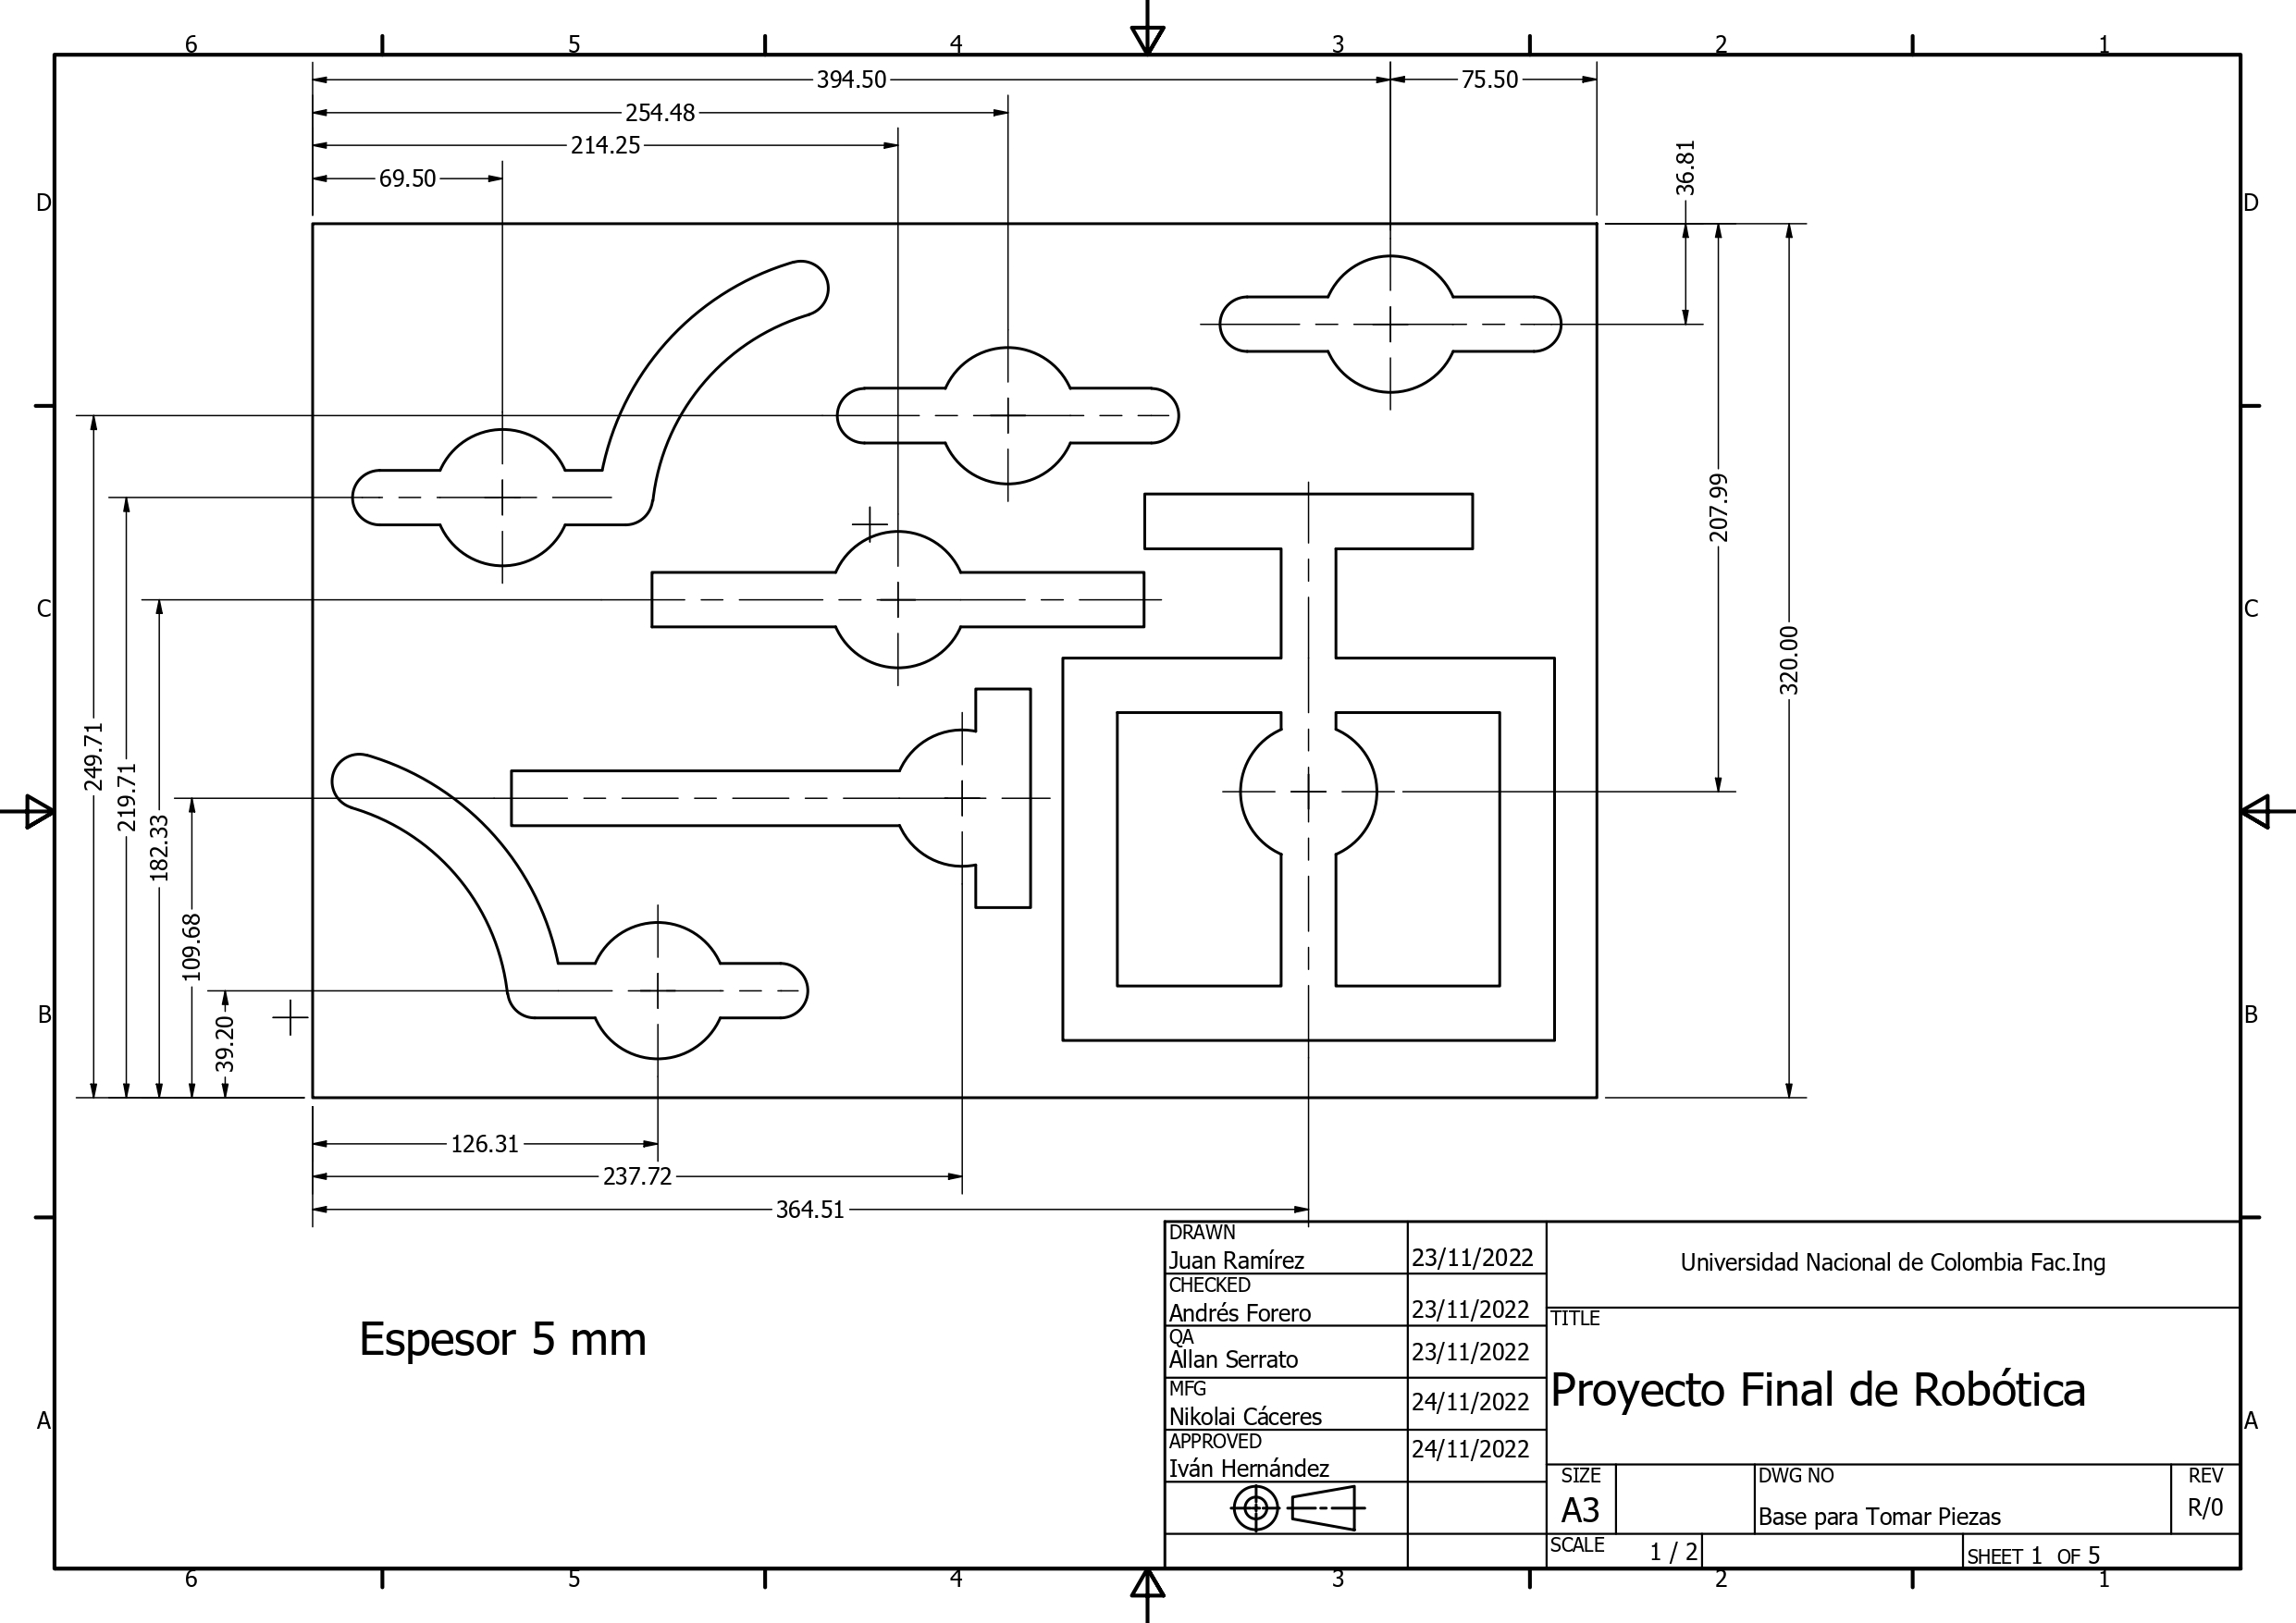 6 5 4 3 2 1
394.50 75.50
254.48
214.25
69.50
36.81
D D
207.99
C C
320.00
249.71
219.71
182.33
109.68
39.20
B B
126.31
237.72
364.51
Espesor 5 mm
A A
DRAWN
Juan Ramírez 23/11/2022
CHECKED
Andrés Forero 23/11/2022
QA
Allan Serrato 23/11/2022
MFG
Nikolai Cáceres 24/11/2022
APPROVED
Iván Hernández 24/11/2022
Universidad Nacional de Colombia Fac.Ing
TITLE
Proyecto Final de Robótica
SIZE
A3
DWG NO
Base para Tomar Piezas
REV
R/0
SCALE 1 / 2
SHEET 1 OF 5
6 5 4 3 2 1